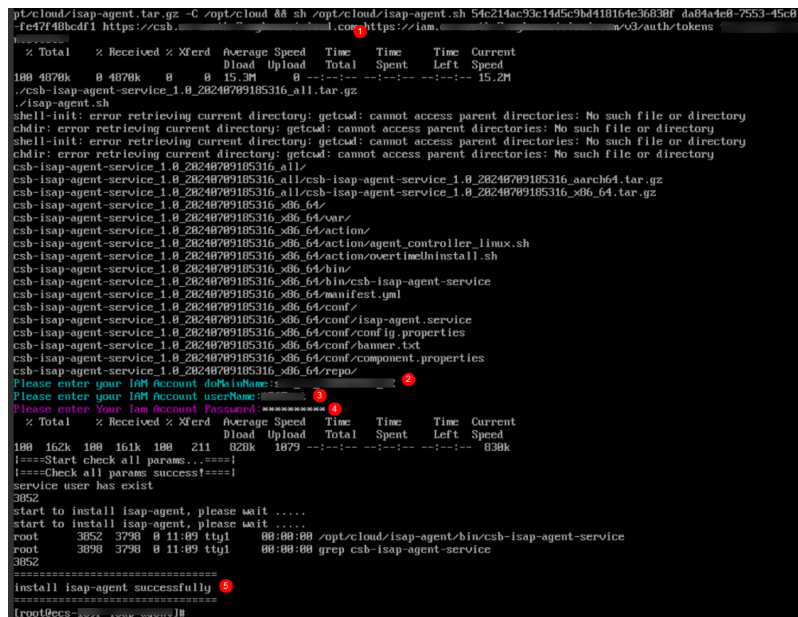 pt/cloud/isap-agent.tar.gz -C /opt/cloud && sh /opt/cloud/isap-agent.sh 54c214ac93c14d5c9bd418164e36830f da84a4e0-7553-45c0
-fe47f48bcdf1 https://csb. .com https://iam. .com/v3/auth/tokens
1
% Total % Received % Xferd Average Speed Time Time Time Current
Dload Upload Total Spent Left Speed
100 4870k 0 4870k 0 0 15.3M 0 --:--:-- --:--:-- --:--:-- 15.2M
./csb-isap-agent-service_1.0_20240709185316_all.tar.gz
./isap-agent.sh
shell-init: error retrieving current directory: getcwd: cannot access parent directories: No such file or directory
chdir: error retrieving current directory: getcwd: cannot access parent directories: No such file or directory
shell-init: error retrieving current directory: getcwd: cannot access parent directories: No such file or directory
chdir: error retrieving current directory: getcwd: cannot access parent directories: No such file or directory
csb-isap-agent-service_1.0_20240709185316_all/
csb-isap-agent-service_1.0_20240709185316_all/csb-isap-agent-service_1.0_20240709185316_aarch64.tar.gz
csb-isap-agent-service_1.0_20240709185316_all/csb-isap-agent-service_1.0_20240709185316_x86_64.tar.gz
csb-isap-agent-service_1.0_20240709185316_x86_64/
csb-isap-agent-service_1.0_20240709185316_x86_64/var/
csb-isap-agent-service_1.0_20240709185316_x86_64/action/
csb-isap-agent-service_1.0_20240709185316_x86_64/action/agent_controller_linux.sh
csb-isap-agent-service_1.0_20240709185316_x86_64/action/overtimeUninstall.sh
csb-isap-agent-service_1.0_20240709185316_x86_64/bin/
csb-isap-agent-service_1.0_20240709185316_x86_64/bin/csb-isap-agent-service
csb-isap-agent-service_1.0_20240709185316_x86_64/manifest.yml
csb-isap-agent-service_1.0_20240709185316_x86_64/conf/
csb-isap-agent-service_1.0_20240709185316_x86_64/conf/isap-agent.service
csb-isap-agent-service_1.0_20240709185316_x86_64/conf/config.properties
csb-isap-agent-service_1.0_20240709185316_x86_64/conf/banner.txt
csb-isap-agent-service_1.0_20240709185316_x86_64/conf/component.properties
csb-isap-agent-service_1.0_20240709185316_x86_64/repo/
Please enter your IAM Account doMainName: 2
Please enter your IAM Account userName: 3
Please enter Your Iam Account Password:********** 4
% Total % Received % Xferd Average Speed Time Time Time Current
Dload Upload Total Spent Left Speed
100 162k 100 161k 100 211 828k 1079 --:--:-- --:--:-- --:--:-- 830k
|====Start check all params...====|
|====Check all params success!====|
service user has exist
3852
start to install isap-agent, please wait .....
start to install isap-agent, please wait .....
root 3852 3798 0 11:09 tty1 00:00:00 /opt/cloud/isap-agent/bin/csb-isap-agent-service
root 3898 3798 0 11:09 tty1 00:00:00 grep csb-isap-agent-service
3852
================================
install isap-agent successfully 5
================================
[root@ecs- ]#